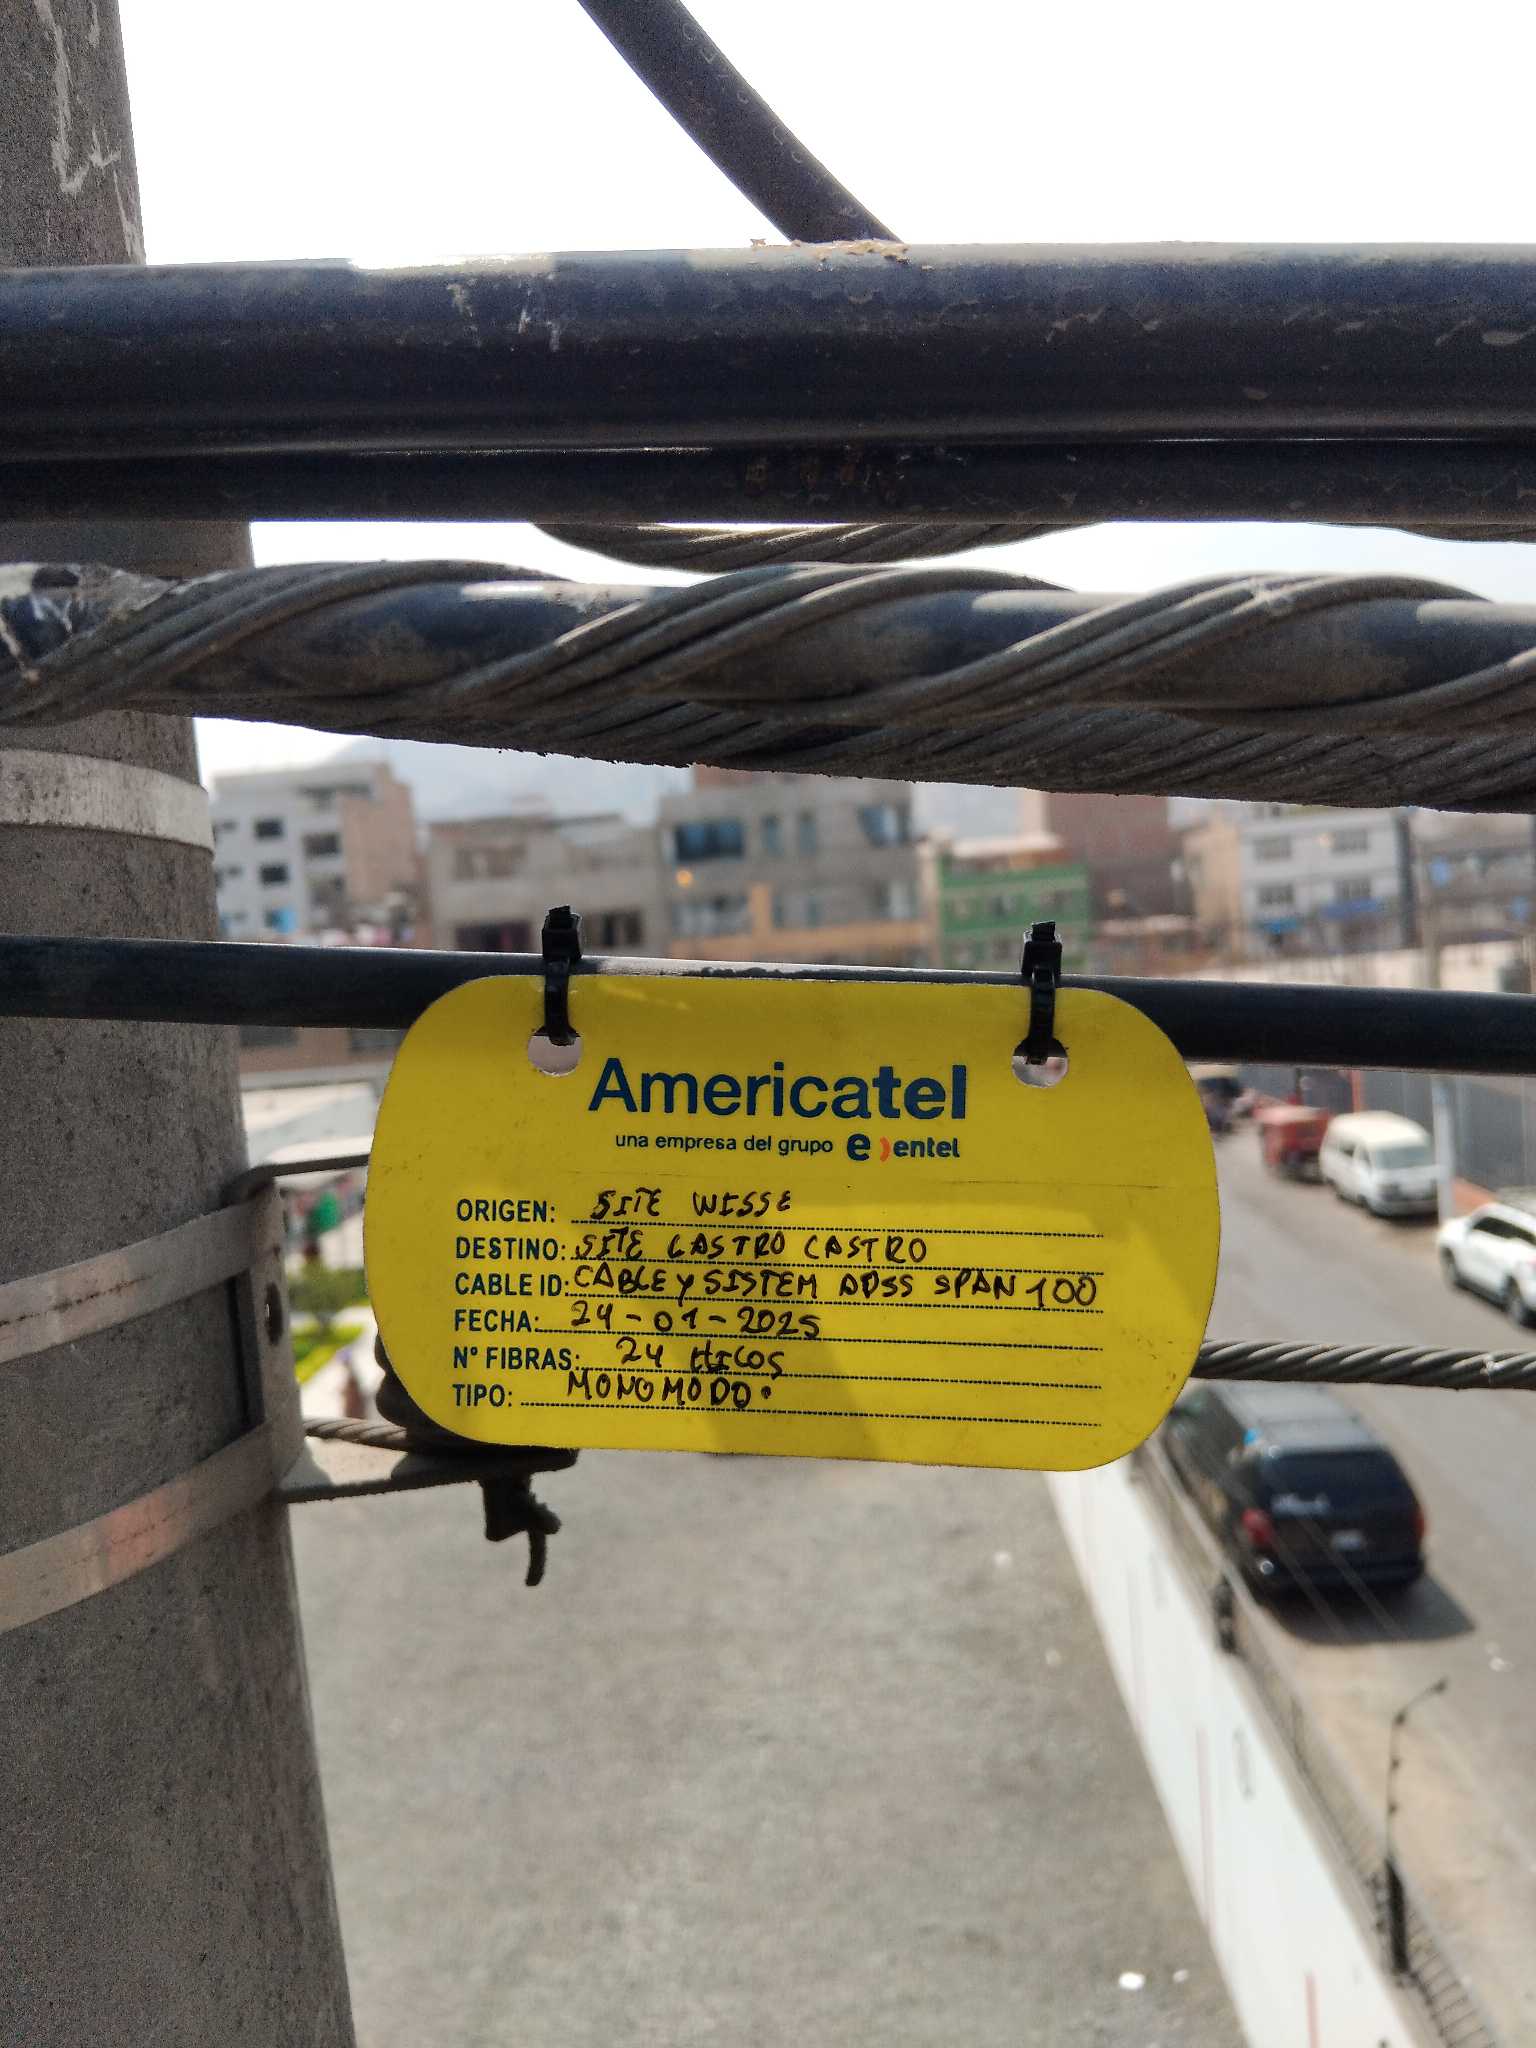 Americatel
una empresa del grupo e) entel
ORIGEN: SITE WISSE
DESTINO: SITE CASTRO CASTRO
CABLE ID: CABLE Y SISTEM ADSS SPAN 100
FECHA: 24-01-2025
N° FIBRAS: 24 HILOS
TIPO: MONOMODO.